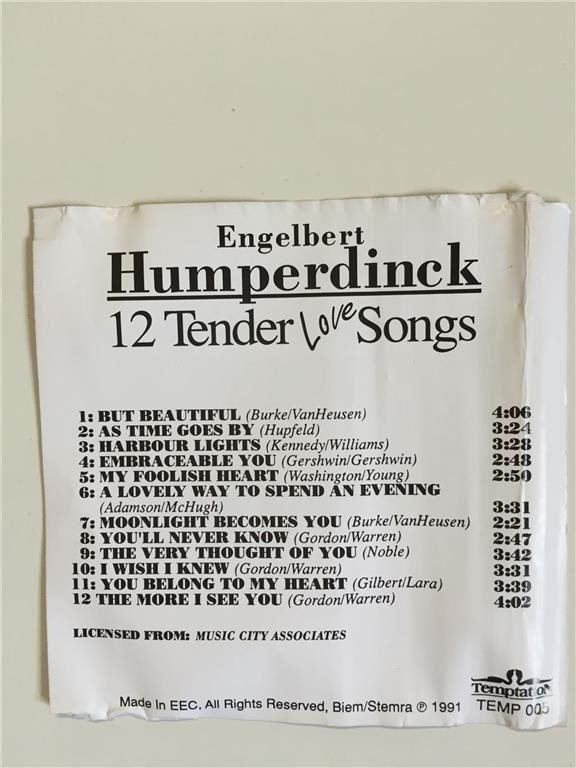 Engelbert
Humperdinck
12 Tender Love Songs
1: BUT BEAUTIFUL (Burke/VanHeusen) 4:06
2: AS TIME GOES BY (Hupfeld) 3:24
3: HARBOUR LIGHTS (Kennedy/Williams) 3:28
4: EMBRACEABLE YOU (Gershwin/Gershwin) 2:48
5: MY FOOLISH HEART (Washington/Young) 2:50
6: A LOVELY WAY TO SPEND AN EVENING
(Adamson/McHugh) 3:31
7: MOONLIGHT BECOMES YOU (Burke/VanHeusen) 2:21
8: YOU'LL NEVER KNOW (Gordon/Warren) 2:47
9: THE VERY THOUGHT OF YOU (Noble) 3:42
10: I WISH I KNEW (Gordon/Warren) 3:31
11: YOU BELONG TO MY HEART (Gilbert/Lara) 3:39
12 THE MORE I SEE YOU (Gordon/Warren) 4:02
LICENSED FROM: MUSIC CITY ASSOCIATES
Temptation
Made In EEC, All Rights Reserved, Biem/Stemra ℗ 1991 TEMP 005